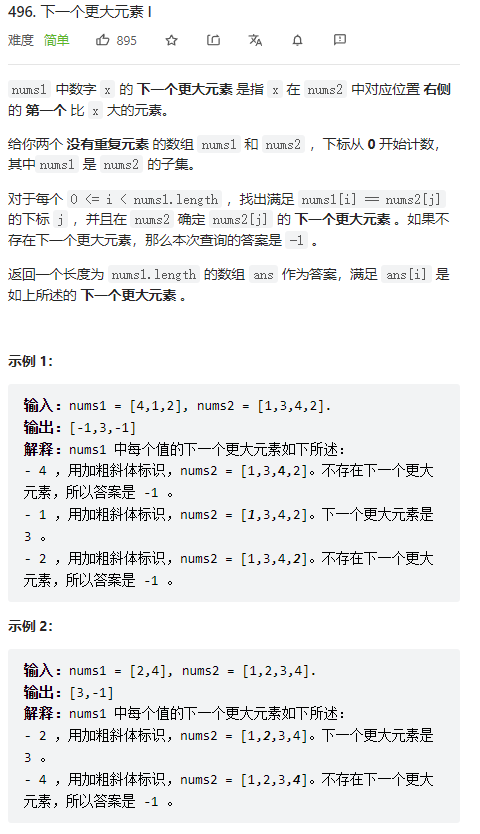 496. 下一个更大元素 I
难度 简单 895
nums1 中数字 x 的 下一个更大元素 是指 x 在 nums2 中对应位置 右侧
的 第一个 比 x 大的元素。
给你两个 没有重复元素 的数组 nums1 和 nums2 ，下标从 0 开始计数，
其中nums1 是 nums2 的子集。
对于每个 0 <= i < nums1.length ，找出满足 nums1[i] == nums2[j]
的下标 j ，并且在 nums2 确定 nums2[j] 的 下一个更大元素 。如果不
存在下一个更大元素，那么本次查询的答案是 -1 。
返回一个长度为 nums1.length 的数组 ans 作为答案，满足 ans[i] 是
如上所述的 下一个更大元素 。
示例 1：
输入：nums1 = [4,1,2], nums2 = [1,3,4,2].
输出：[-1,3,-1]
解释：nums1 中每个值的下一个更大元素如下所述：
- 4 ，用加粗斜体标识，nums2 = [1,3,4,2]。不存在下一个更大
元素，所以答案是 -1 。
- 1 ，用加粗斜体标识，nums2 = [1,3,4,2]。下一个更大元素是
3 。
- 2 ，用加粗斜体标识，nums2 = [1,3,4,2]。不存在下一个更大
元素，所以答案是 -1 。
示例 2：
输入：nums1 = [2,4], nums2 = [1,2,3,4].
输出：[3,-1]
解释：nums1 中每个值的下一个更大元素如下所述：
- 2 ，用加粗斜体标识，nums2 = [1,2,3,4]。下一个更大元素是
3 。
- 4 ，用加粗斜体标识，nums2 = [1,2,3,4]。不存在下一个更大
元素，所以答案是 -1 。